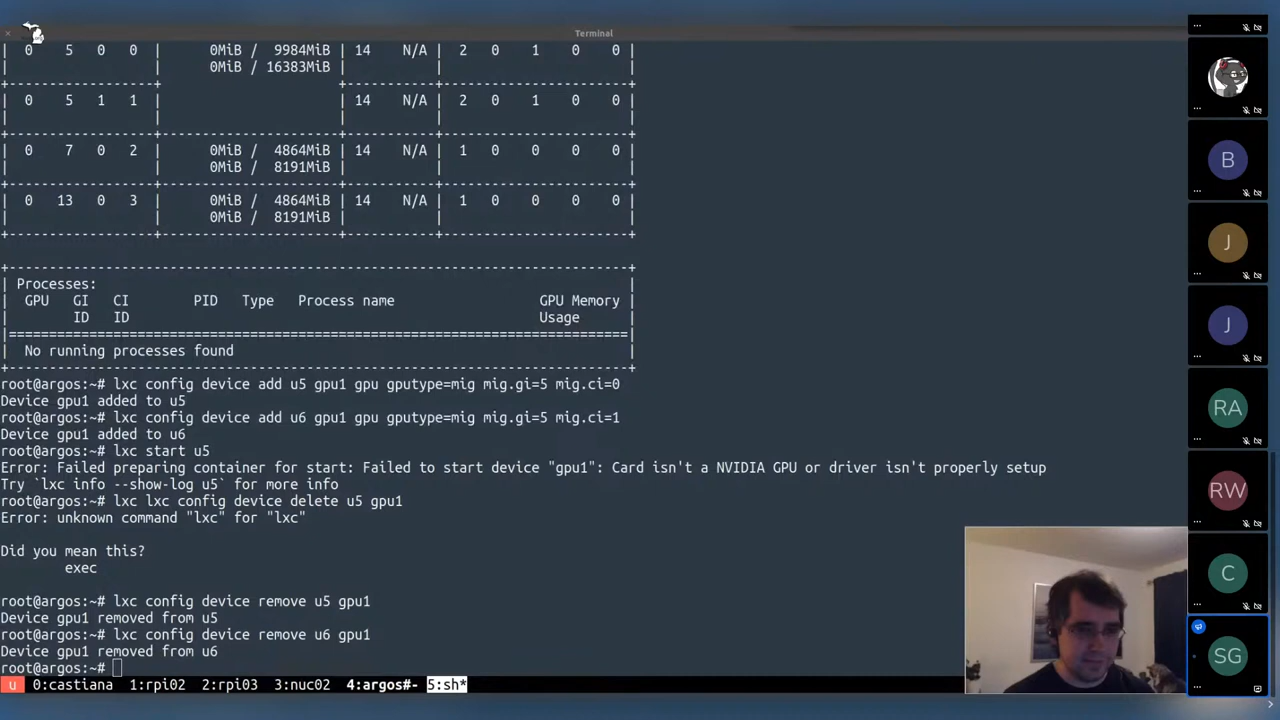 Terminal
| 0 5 0 0 | 0MiB / 9984MiB | 14 N/A | 2 0 1 0 0 |
| | 0MiB / 16383MiB | | |
+------------------+ +-----------+-----------------------+
| 0 5 1 1 | | 14 N/A | 2 0 1 0 0 |
| | | | |
+------------------+----------------------+-----------+-----------------------+
| 0 7 0 2 | 0MiB / 4864MiB | 14 N/A | 1 0 0 0 0 |
| | 0MiB / 8191MiB | | |
+------------------+----------------------+-----------+-----------------------+
| 0 13 0 3 | 0MiB / 4864MiB | 14 N/A | 1 0 0 0 0 |
| | 0MiB / 8191MiB | | |
+------------------+----------------------+-----------+-----------------------+
+-----------------------------------------------------------------------------+
| Processes: |
| GPU GI CI PID Type Process name GPU Memory |
| ID ID Usage |
|=============================================================================|
| No running processes found |
+-----------------------------------------------------------------------------+
root@argos:~# lxc config device add u5 gpu1 gpu gputype=mig mig.gi=5 mig.ci=0
Device gpu1 added to u5
root@argos:~# lxc config device add u6 gpu1 gpu gputype=mig mig.gi=5 mig.ci=1
Device gpu1 added to u6
root@argos:~# lxc start u5
Error: Failed preparing container for start: Failed to start device "gpu1": Card isn't a NVIDIA GPU or driver isn't properly setup
Try `lxc info --show-log u5` for more info
root@argos:~# lxc lxc config device delete u5 gpu1
Error: unknown command "lxc" for "lxc"
Did you mean this?
exec
root@argos:~# lxc config device remove u5 gpu1
Device gpu1 removed from u5
root@argos:~# lxc config device remove u6 gpu1
Device gpu1 removed from u6
root@argos:~#
u 0:castiana 1:rpi02 2:rpi03 3:nuc02 4:argos#- 5:sh*
B
J
J
RA
RW
C
SG